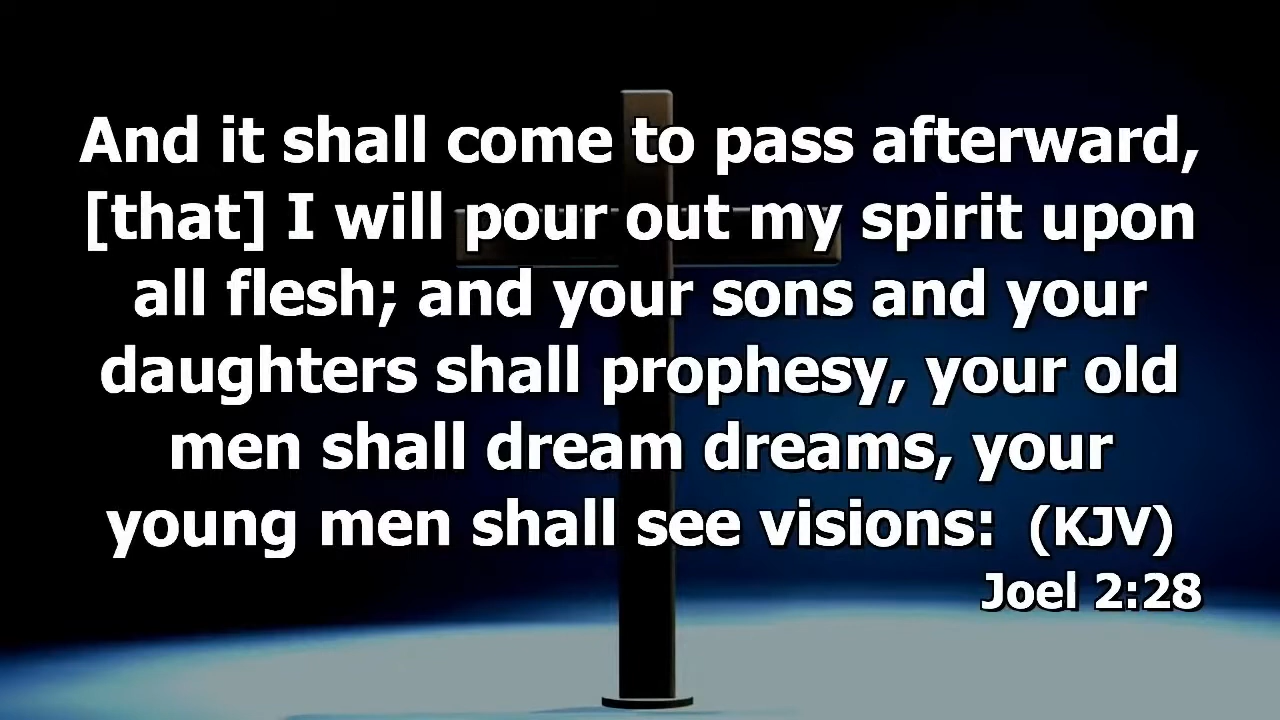 And it shall come to pass afterward,
[that] I will pour out my spirit upon
all flesh; and your sons and your
daughters shall prophesy, your old
men shall dream dreams, your
young men shall see visions: (KJV)
Joel 2:28